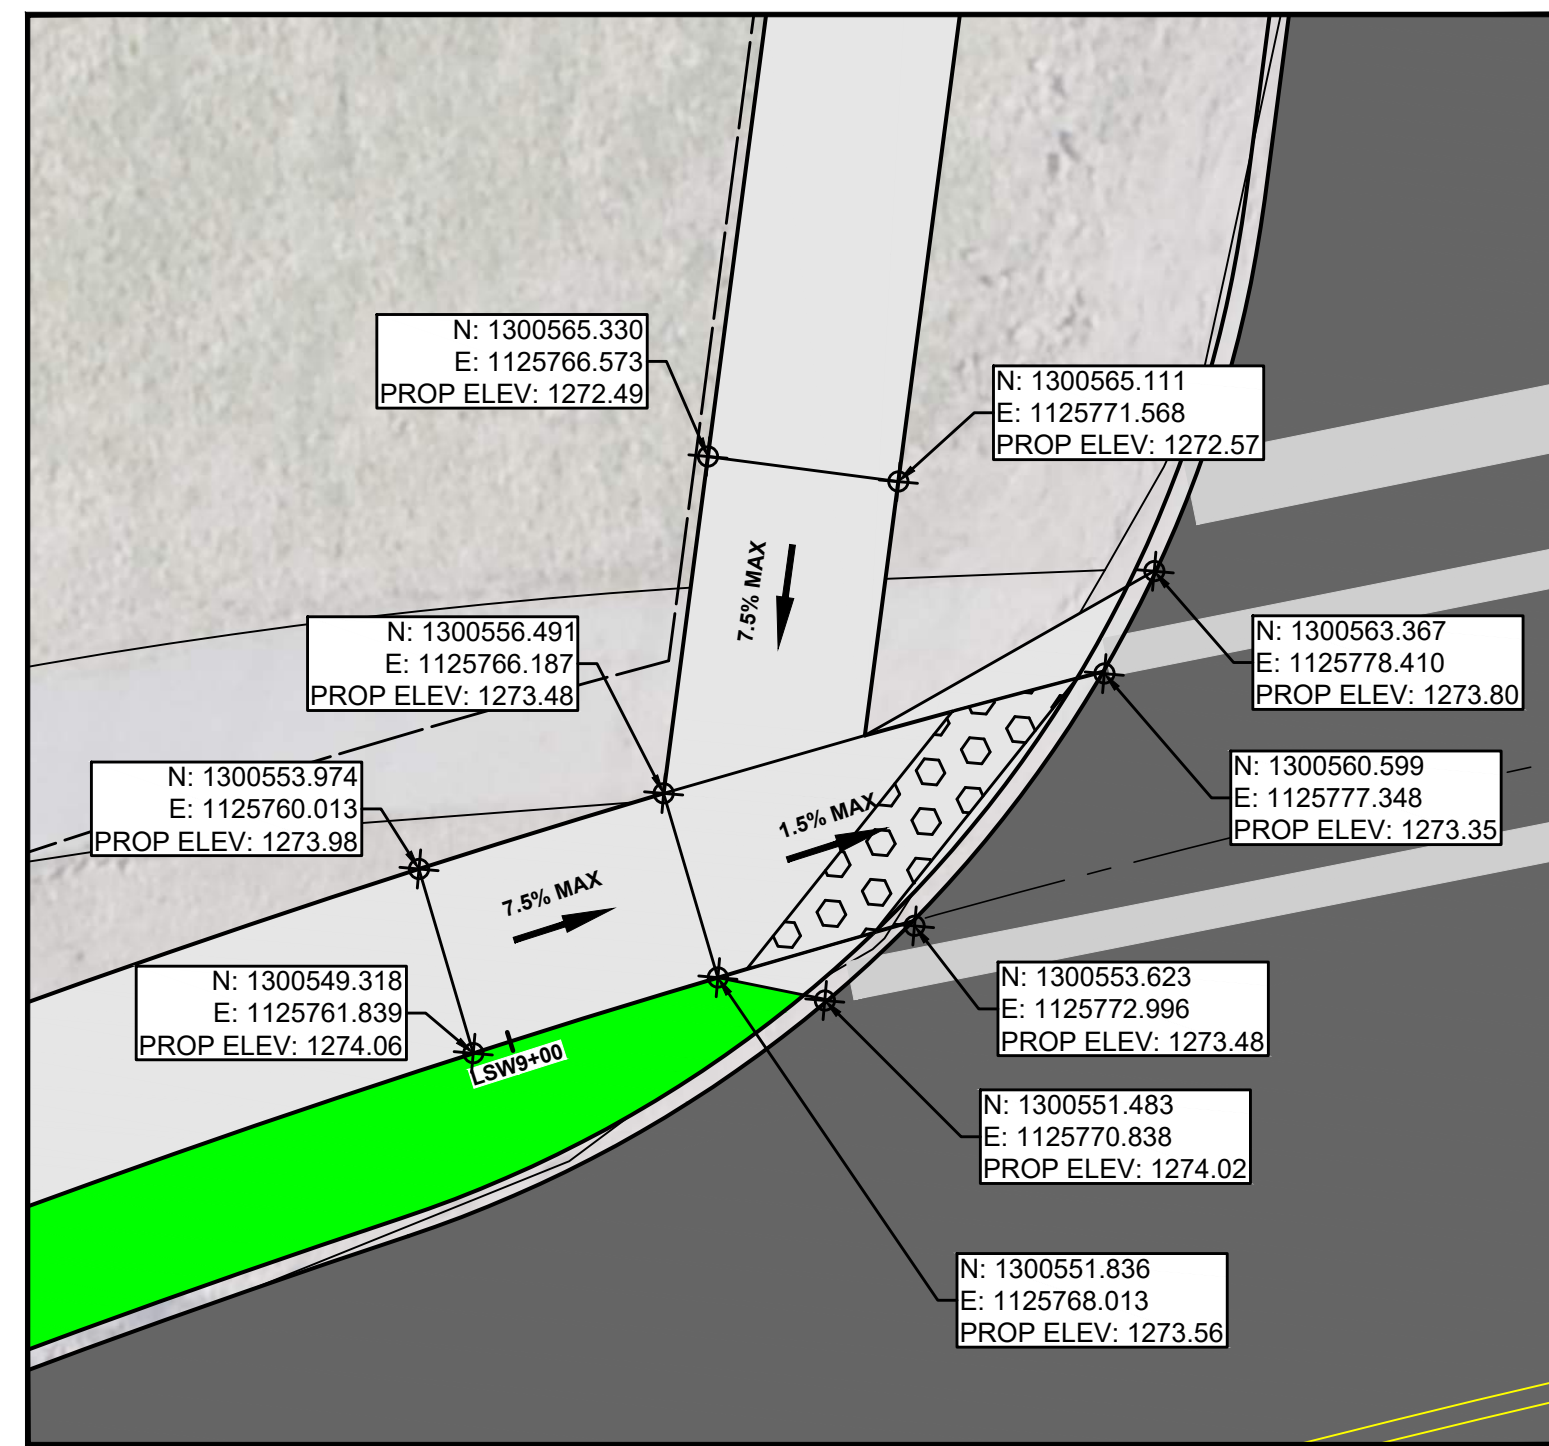 N: 1300565.330
E: 1125766.573
PROP ELEV: 1272.49
N: 1300565.111
E: 1125771.568
PROP ELEV: 1272.57
7.5% MAX
N: 1300556.491
E: 1125766.187
PROP ELEV: 1273.48
N: 1300563.367
E: 1125778.410
PROP ELEV: 1273.80
N: 1300553.974
E: 1125760.013
PROP ELEV: 1273.98
N: 1300560.599
E: 1125777.348
PROP ELEV: 1273.35
1.5% MAX
7.5% MAX
N: 1300549.318
E: 1125761.839
PROP ELEV: 1274.06
N: 1300553.623
E: 1125772.996
PROP ELEV: 1273.48
LSW9+00
N: 1300551.483
E: 1125770.838
PROP ELEV: 1274.02
N: 1300551.836
E: 1125768.013
PROP ELEV: 1273.56